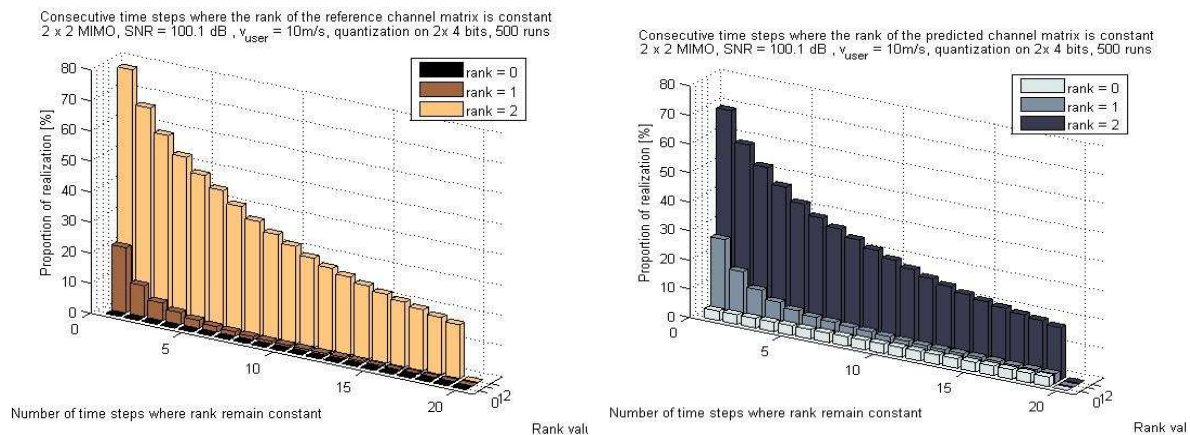 Consecutive time steps where the rank of the reference channel matrix is constant
2 x 2 MIMO, SNR = 100.1 dB , v user = 10m/s, quantization on 2x 4 bits, 500 runs
rank = 0
rank = 1
rank = 2
Proportion of realization [%]
80
70
60
50
40
30
20
10
0
0
5
10
15
20
0
1
2
Number of time steps where rank remain constant
Rank valu
Consecutive time steps where the rank of the predicted channel matrix is constant
2 x 2 MIMO, SNR = 100.1 dB , v user = 10m/s, quantization on 2x 4 bits, 500 runs
rank = 0
rank = 1
rank = 2
Proportion of realization [%]
80
70
60
50
40
30
20
10
0
0
5
10
15
20
0
1
2
Number of time steps where rank remain constant
Rank val